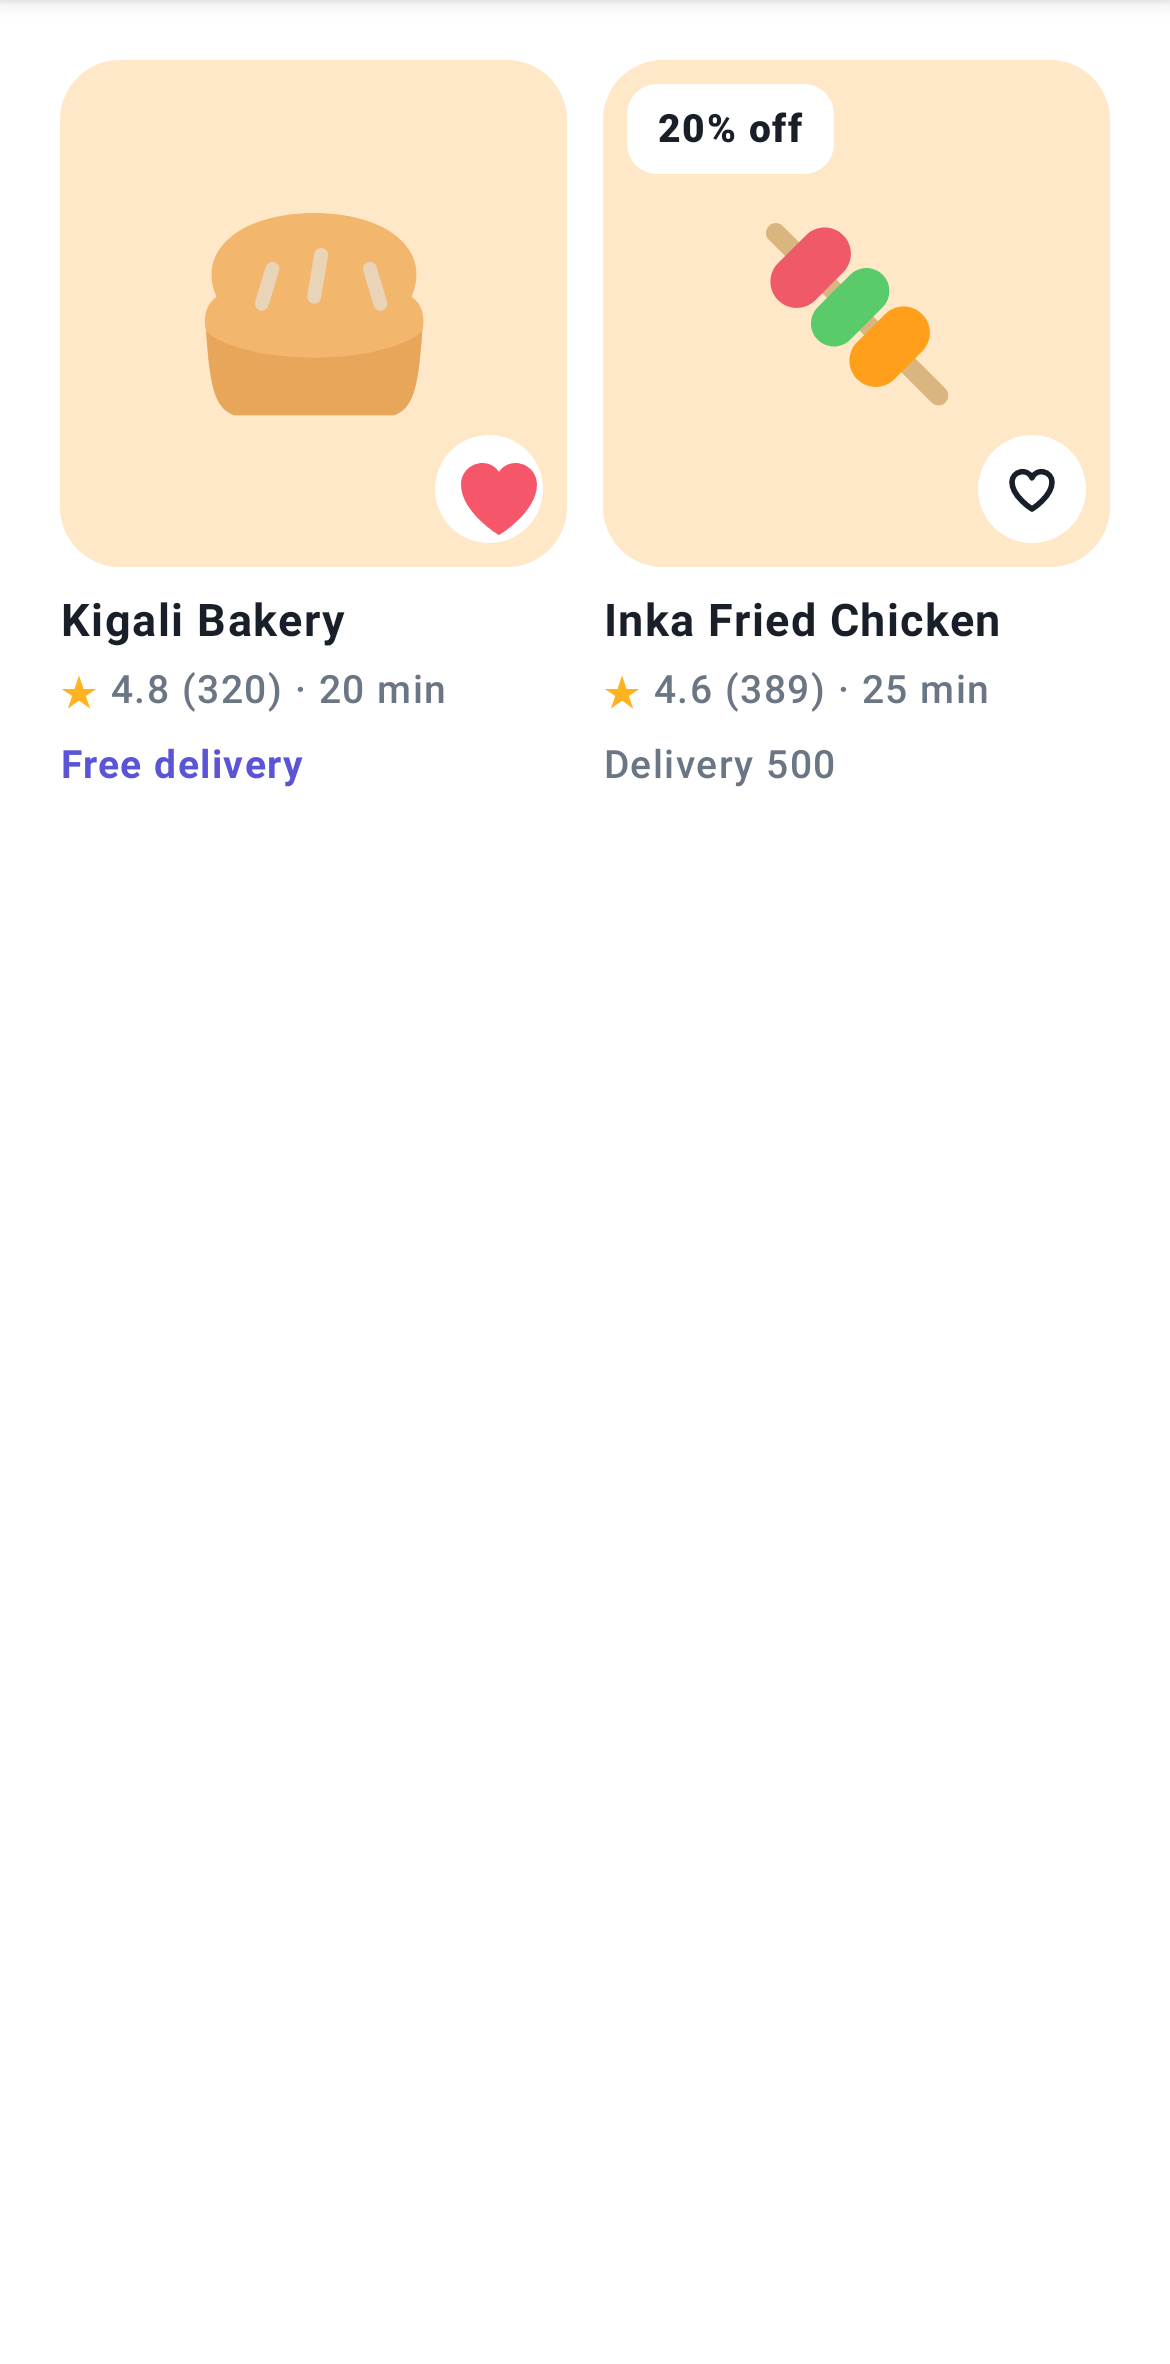 20% off
Kigali Bakery
4.8 (320) · 20 min
Free delivery
Inka Fried Chicken
4.6 (389) · 25 min
Delivery 500